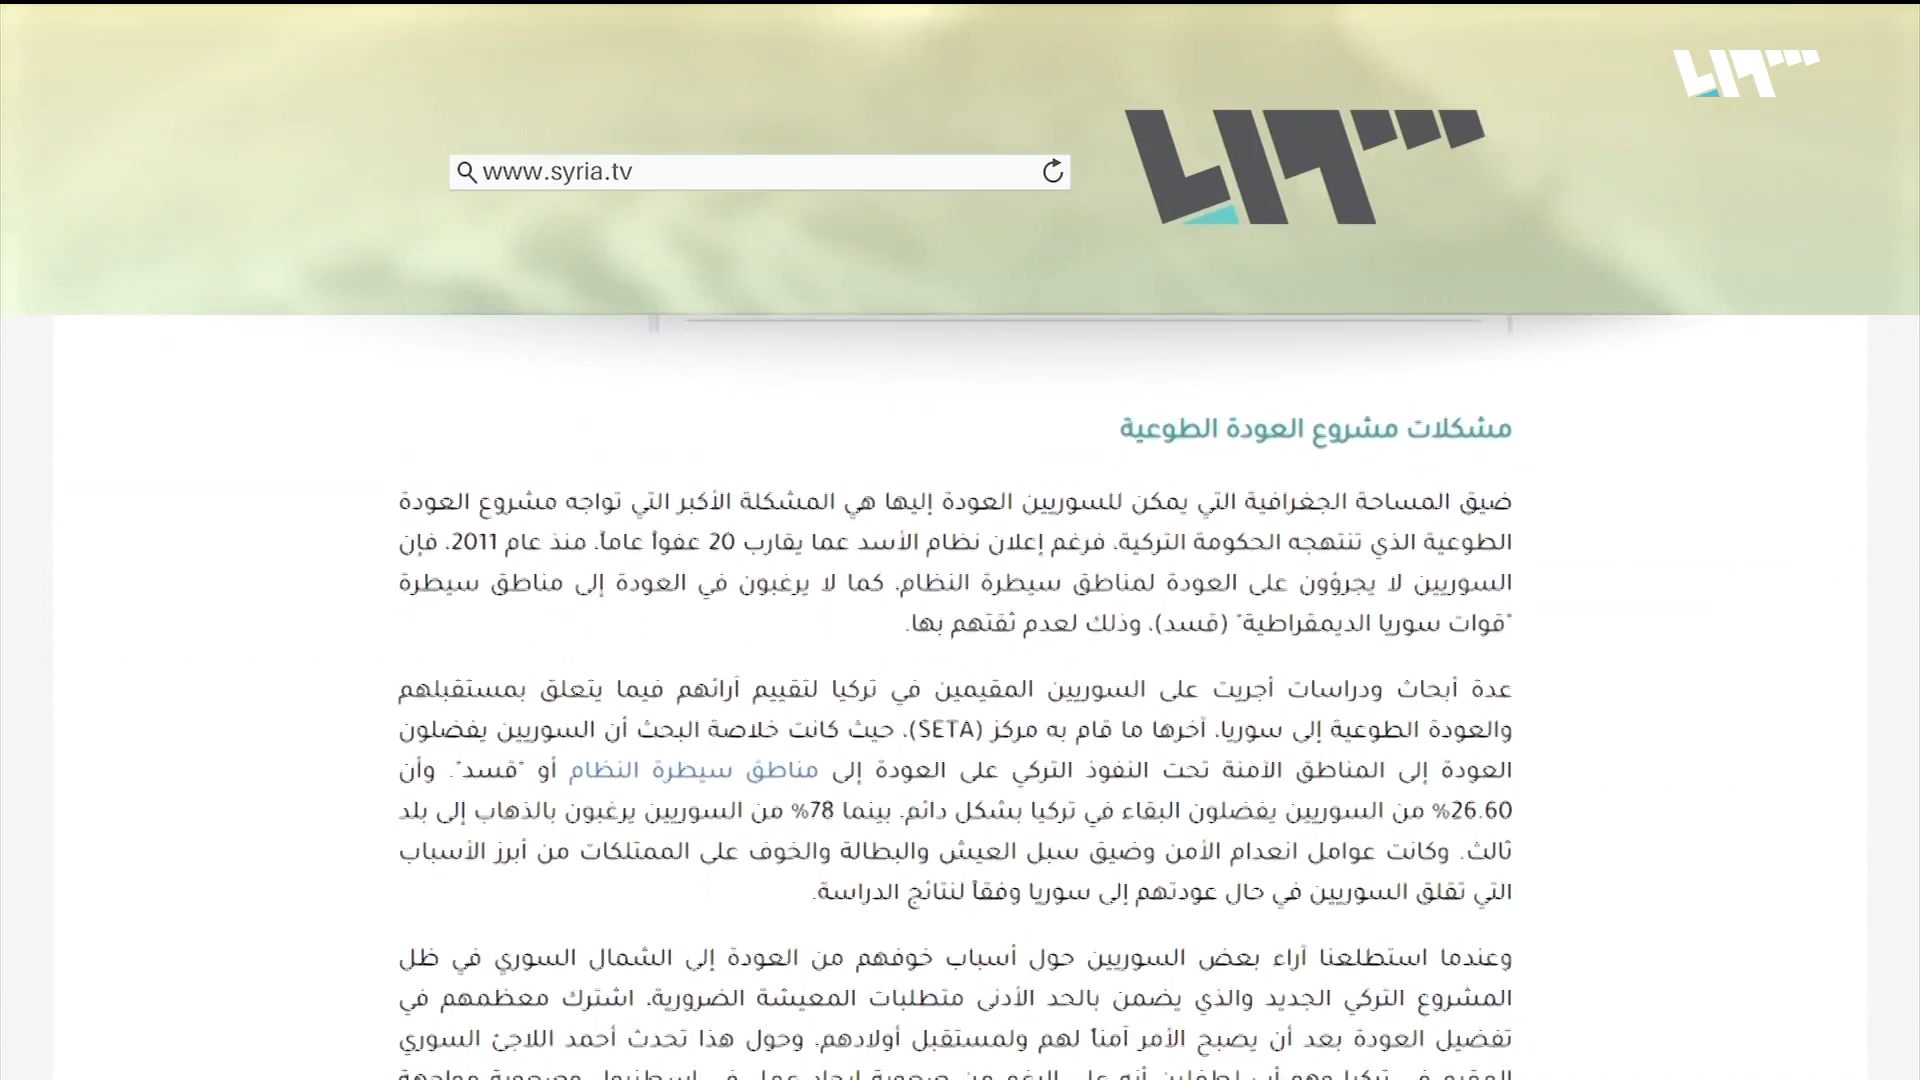 www.syria.tv
مشكلات مشروع العودة الطوعية
ضيق المساحة الجغرافية التي يمكن للسوريين العودة إليها هي المشكلة الأكبر التي تواجه مشروع العودة
الطوعية الذي تنتهجه الحكومة التركية، فرغم إعلان نظام الأسد عما يقارب 20 عفواً عاماً، منذ عام 2011، فإن
السوريين لا يجرؤون على العودة لمناطق سيطرة النظام، كما لا يرغبون في العودة إلى مناطق سيطرة
"قوات سوريا الديمقراطية" (قسد)، وذلك لعدم ثقتهم بها.
عدة أبحاث ودراسات أجريت على السوريين المقيمين في تركيا لتقييم آرائهم فيما يتعلق بمستقبلهم
والعودة الطوعية إلى سوريا، آخرها ما قام به مركز (SETA)، حيث كانت خلاصة البحث أن السوريين يفضلون
العودة إلى المناطق الآمنة تحت النفوذ التركي على العودة إلى مناطق سيطرة النظام أو "قسد". وأن
26.60% من السوريين يفضلون البقاء في تركيا بشكل دائم، بينما 78% من السوريين يرغبون بالذهاب إلى بلد
ثالث. وكانت عوامل انعدام الأمن وضيق سبل العيش والبطالة والخوف على الممتلكات من أبرز الأسباب
التي تقلق السوريين في حال عودتهم إلى سوريا وفقاً لنتائج الدراسة.
وعندما استطلعنا آراء بعض السوريين حول أسباب خوفهم من العودة إلى الشمال السوري في ظل
المشروع التركي الجديد والذي يضمن بالحد الأدنى متطلبات المعيشة الضرورية، اشترك معظمهم في
تفضيل العودة بعد أن يصبح الأمر آمناً لهم ولمستقبل أولادهم، وحول هذا تحدث أحمد اللاجئ السوري